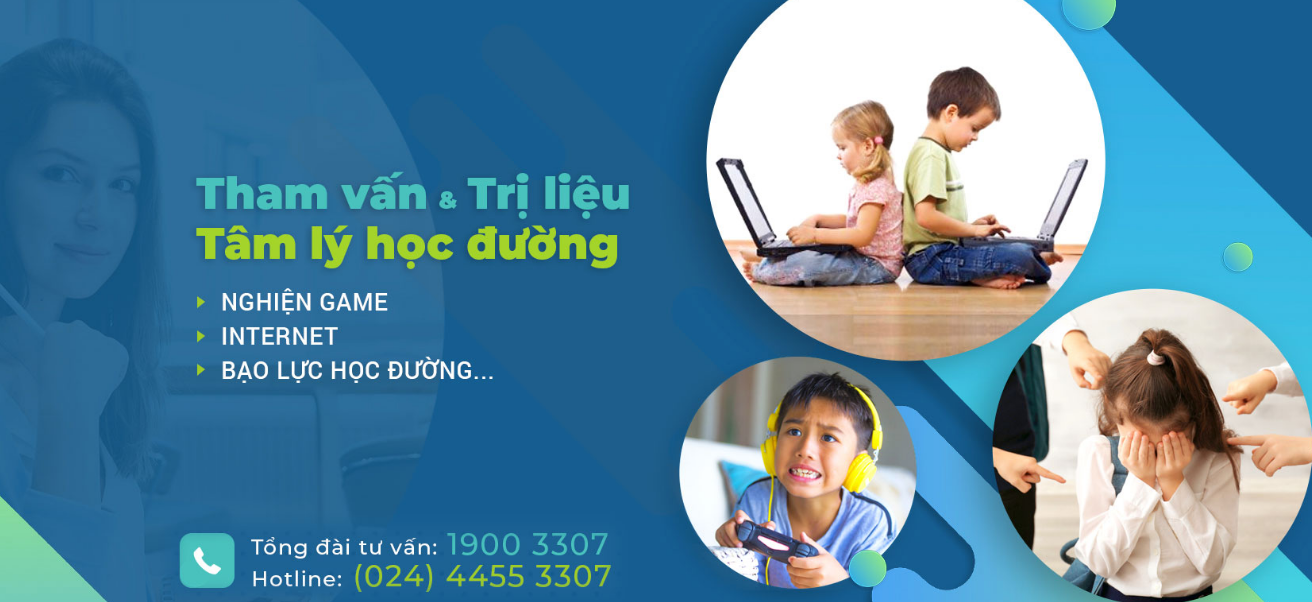 Tham vấn & Trị liệu
Tâm lý học đường
NGHIỆN GAME
INTERNET
BẠO LỰC HỌC ĐƯỜNG...
Tổng đài tư vấn: 1900 3307
Hotline: (024) 4455 3307